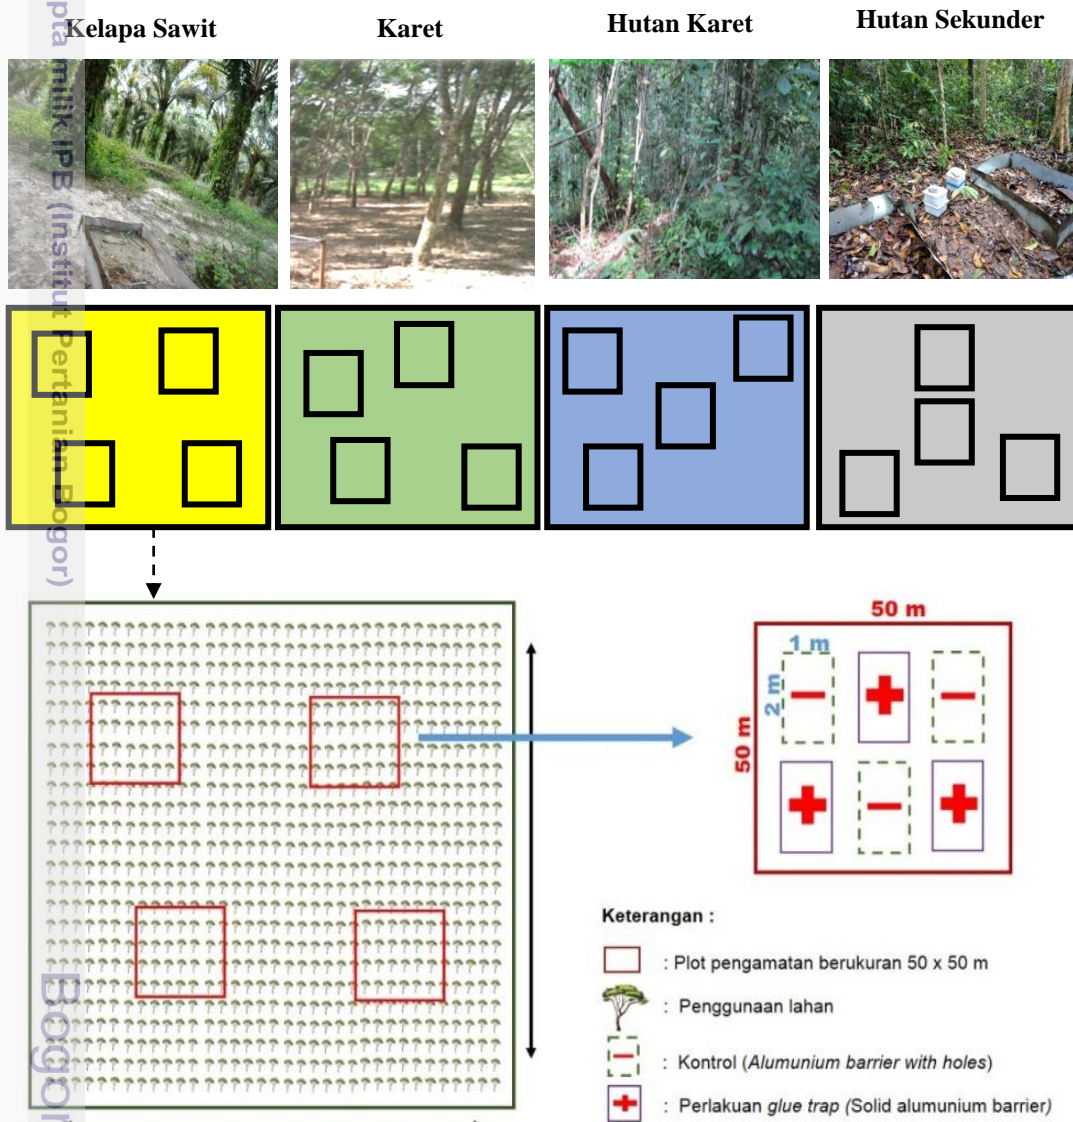 Kelapa Sawit
Karet
Hutan Karet
Hutan Sekunder
pta milik IPB (Institut Pertanian Bogor)
50 m
1 m
2 m
50 m
Keterangan :
: Plot pengamatan berukuran 50 x 50 m
: Penggunaan lahan
: Kontrol (Alumunium barrier with holes)
: Perlakuan glue trap (Solid alumunium barrier)
Bogor